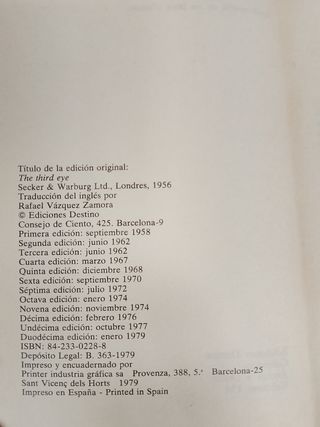 Título de la edición original:
The third eye
Secker & Warburg Ltd., Londres, 1956
Traducción del inglés por
Rafael Vázquez Zamora
© Ediciones Destino
Consejo de Ciento, 425. Barcelona-9
Primera edición: septiembre 1958
Segunda edición: junio 1962
Tercera edición: junio 1962
Cuarta edición: marzo 1967
Quinta edición: diciembre 1968
Sexta edición: septiembre 1970
Séptima edición: julio 1972
Octava edición: enero 1974
Novena edición: noviembre 1974
Décima edición: febrero 1976
Undécima edición: octubre 1977
Duodécima edición: enero 1979
ISBN: 84-233-0228-8
Depósito Legal: B. 363-1979
Impreso y encuadernado por
Printer industria gráfica sa Provenza, 388, 5.ª Barcelona-25
Sant Vicenç dels Horts 1979
Impreso en España - Printed in Spain